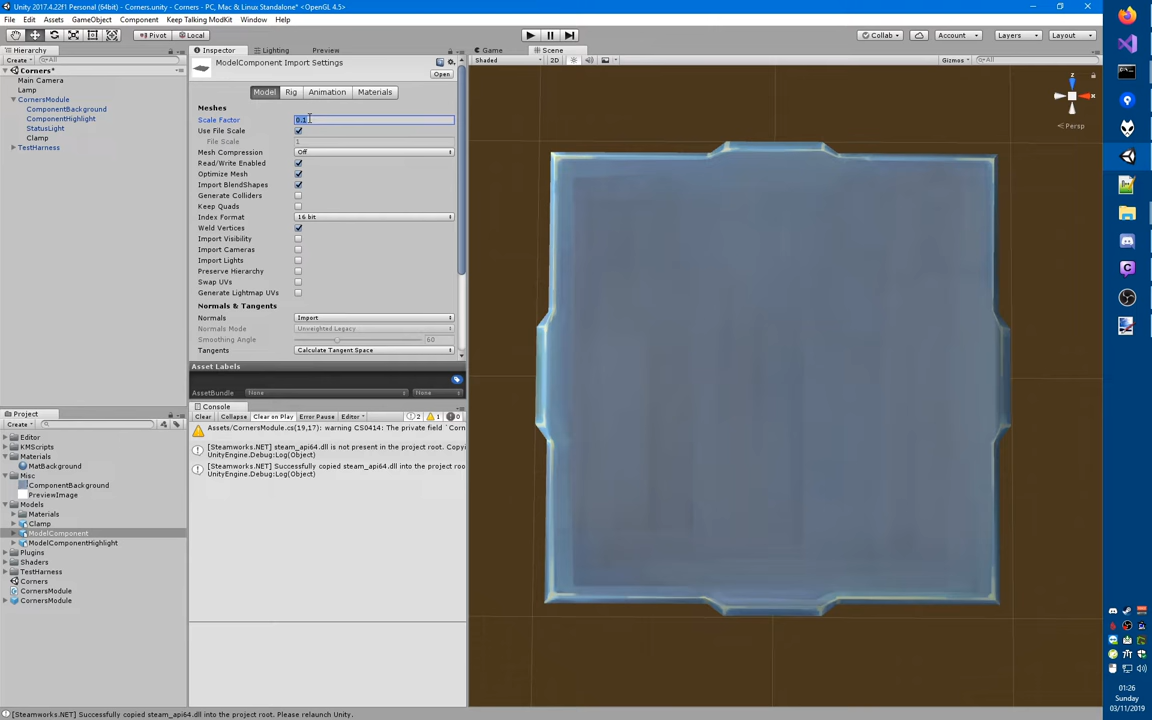 Unity 2017.4.22f1 Personal (64bit) - Corners.unity - Corners - PC, Mac & Linux Standalone* <OpenGL 4.5>
File Edit Assets GameObject Component Keep Talking ModKit Window Help
Pivot Local Collab Account Layers Layout
Hierarchy
Create All
Corners*
Main Camera
Lamp
CornersModule
ComponentBackground
ComponentHighlight
StatusLight
Clamp
TestHarness
Inspector Lighting Preview
ModelComponent Import Settings
Open
Model Rig Animation Materials
Meshes
Scale Factor 0.1
Use File Scale
File Scale 1
Mesh Compression Off
Read/Write Enabled
Optimize Mesh
Import BlendShapes
Generate Colliders
Keep Quads
Index Format 16 bit
Weld Vertices
Import Visibility
Import Cameras
Import Lights
Preserve Hierarchy
Swap UVs
Generate Lightmap UVs
Normals & Tangents
Normals Import
Normals Mode Unweighted Legacy
Smoothing Angle 60
Tangents Calculate Tangent Space
Asset Labels
AssetBundle None None
Game Scene
Shaded 2D Gizmos All
z
x
Persp
Project
Create
Editor
KMScripts
Materials
MatBackground
Misc
ComponentBackground
PreviewImage
Models
Materials
Clamp
ModelComponent
ModelComponentHighlight
Plugins
Shaders
TestHarness
Corners
CornersModule
CornersModule
Console
Clear Collapse Clear on Play Error Pause Editor 2 1 0
Assets/CornersModule.cs(19,17): warning CS0414: The private field `Corn
[Steamworks.NET] steam_api64.dll is not present in the project root. Copyi
UnityEngine.Debug:Log(Object)
[Steamworks.NET] Successfully copied steam_api64.dll into the project roo
UnityEngine.Debug:Log(Object)
[Steamworks.NET] Successfully copied steam_api64.dll into the project root. Please relaunch Unity.
01:26
Sunday
03/11/2019